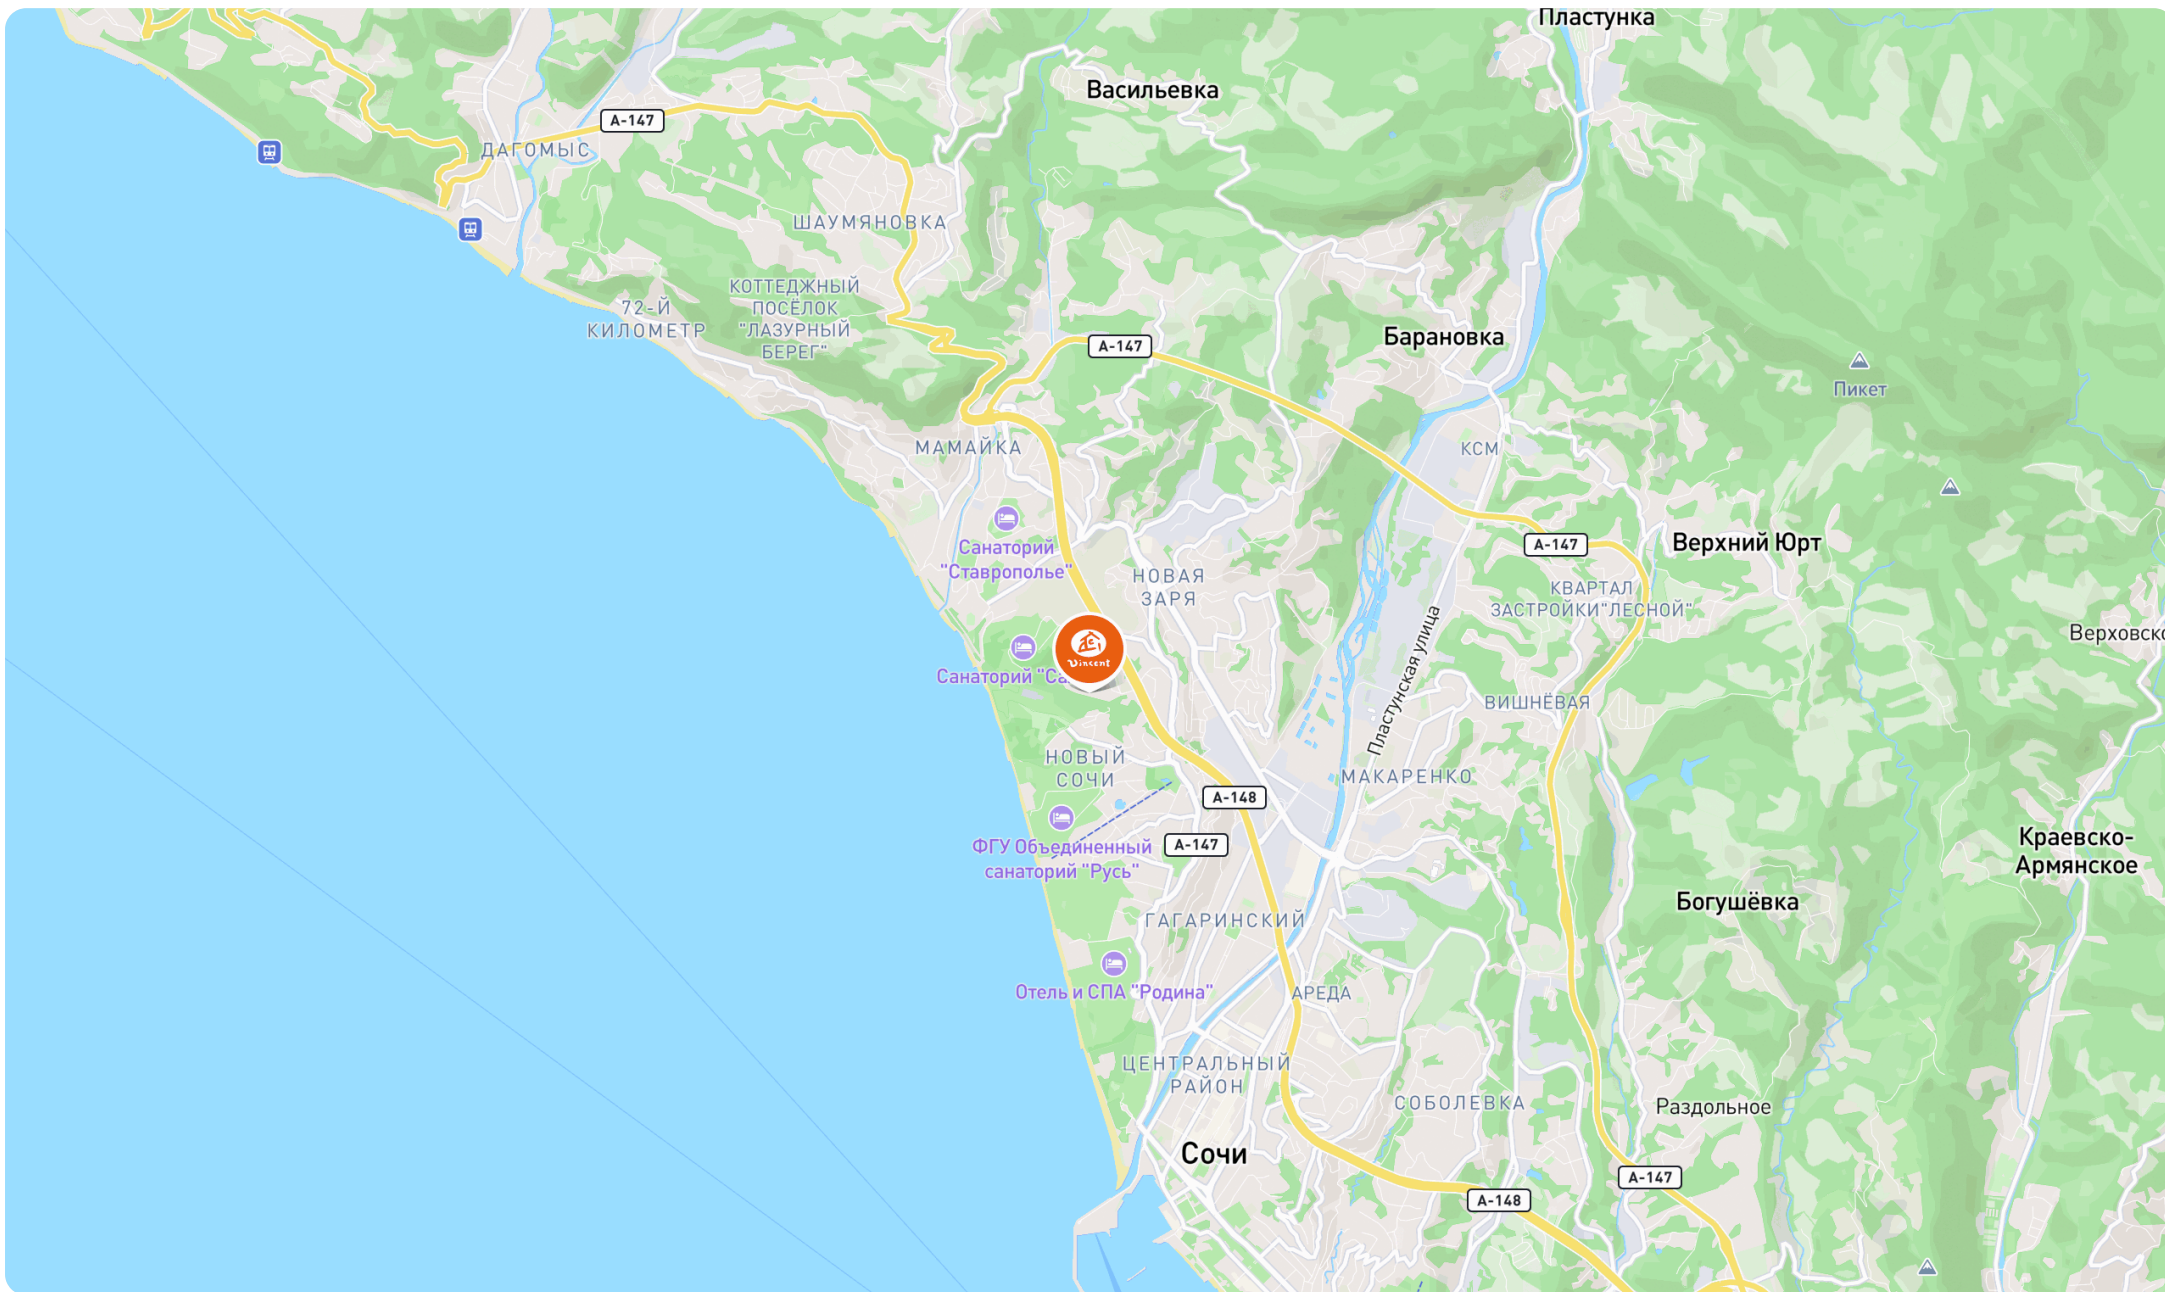 Пластунка
Васильевка
А-147
ДАГОМЫС
ШАУМЯНОВКА
КОТТЕДЖНЫЙ
ПОСЁЛОК
"ЛАЗУРНЫЙ
БЕРЕГ"
72-Й
КИЛОМЕТР
А-147
Барановка
Пикет
МАМАЙКА
КСМ
Санаторий
"Ставрополье"
НОВАЯ
ЗАРЯ
А-147
Верхний Юрт
КВАРТАЛ
ЗАСТРОЙКИ"ЛЕСНОЙ"
Верховск
Vincent
Санаторий "Са
Пластунская улица
ВИШНЁВАЯ
НОВЫЙ
СОЧИ
МАКАРЕНКО
А-148
А-147
ФГУ Объединенный
санаторий "Русь"
Краевско-
Армянское
Богушёвка
ГАГАРИНСКИЙ
Отель и СПА "Родина"
АРЕДА
ЦЕНТРАЛЬНЫЙ
РАЙОН
СОБОЛЕВКА
Раздольное
Сочи
А-147
А-148